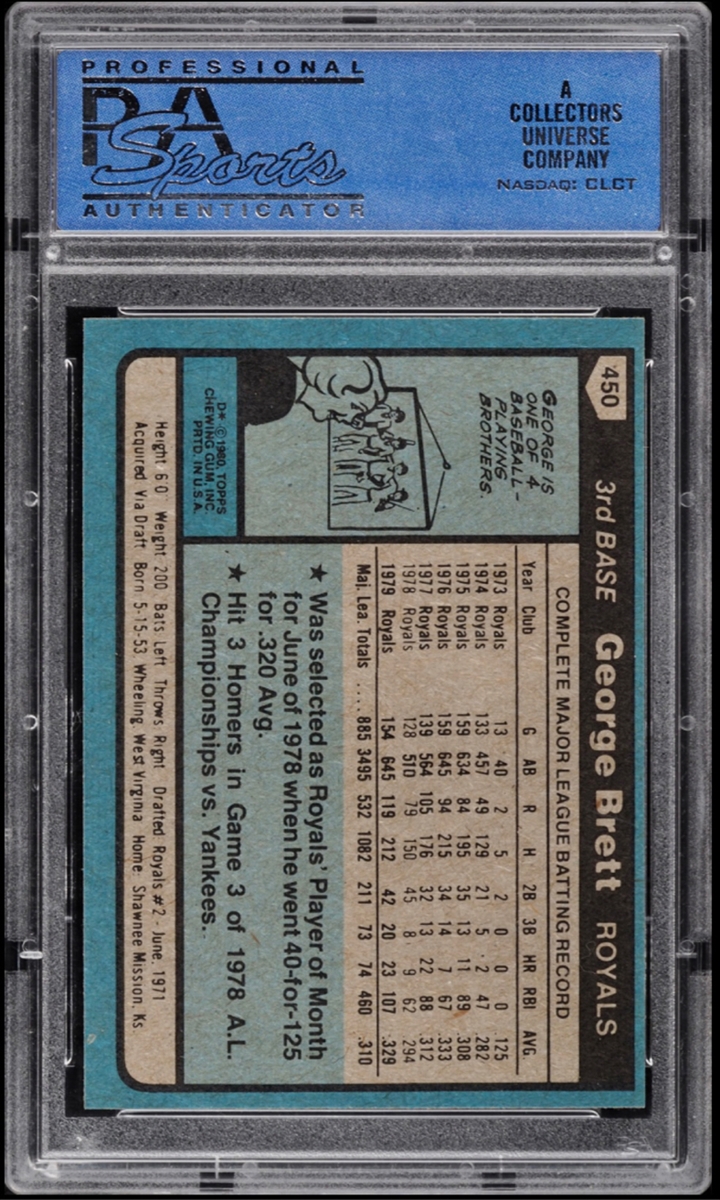 PROFESSIONAL
PSA
Sports
AUTHENTICATOR
A
COLLECTORS
UNIVERSE
COMPANY
NASDAQ: CLCT
450
3rd BASE George Brett ROYALS
GEORGE IS
ONE OF 4
BASEBALL-
PLAYING
BROTHERS.
D* © 1980, TOPPS
CHEWING GUM, INC.
PRTD. IN U.S.A.
COMPLETE MAJOR LEAGUE BATTING RECORD
Year Club G AB R H 2B 3B HR RBI AVG.
1973 Royals 13 40 2 5 2 0 0 0 .125
1974 Royals 133 457 49 129 21 5 2 47 .282
1975 Royals 159 634 84 195 35 13 11 89 .308
1976 Royals 159 645 94 215 34 14 7 67 .333
1977 Royals 139 564 105 176 32 13 22 88 .312
1978 Royals 128 510 79 150 45 8 9 62 .294
1979 Royals 154 645 119 212 42 20 23 107 .329
Maj. Lea. Totals .... 885 3495 532 1082 211 73 74 460 .310
★ Was selected as Royals' Player of Month
for June of 1978 when he went 40-for-125
for .320 Avg.
★ Hit 3 Homers in Game 3 of 1978 A.L.
Championships vs. Yankees.
Height 6'0" Weight 200 Bats Left Throws Right Drafted Royals #2 - June, 1971
Acquired Via Draft Born 5-15-53, Wheeling, West Virginia Home: Shawnee Mission, Ks.